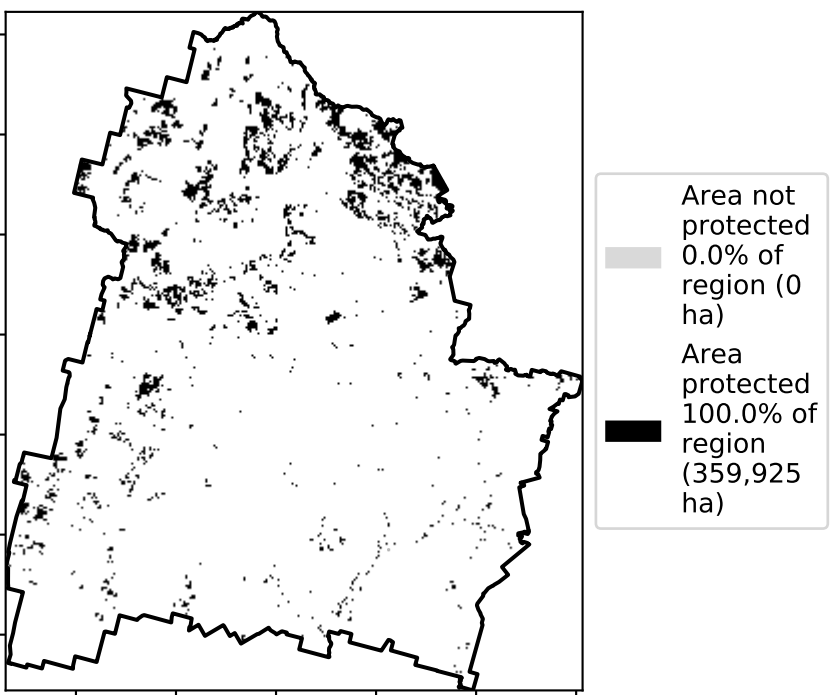 Area not
protected
0.0% of
region (0
ha)
Area
protected
100.0% of
region
(359,925
ha)